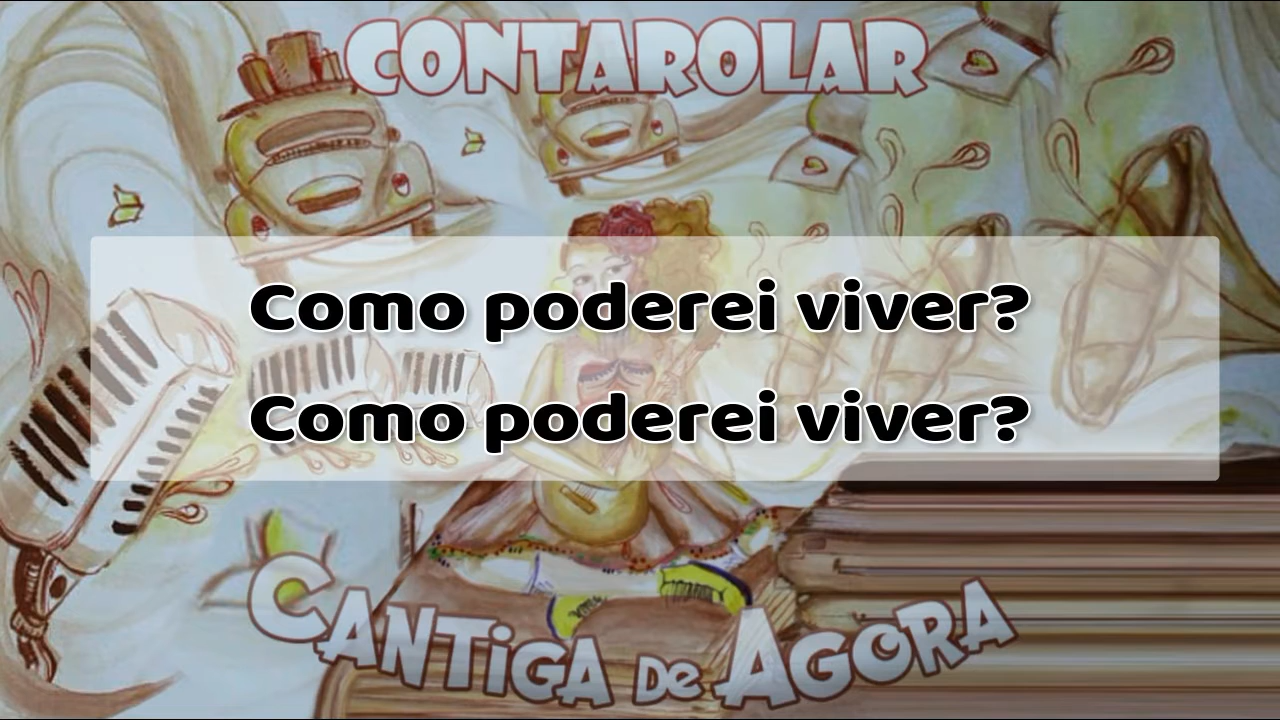 CONTAROLAR
Como poderei viver?
Como poderei viver?
CANTiGA DE AGORA